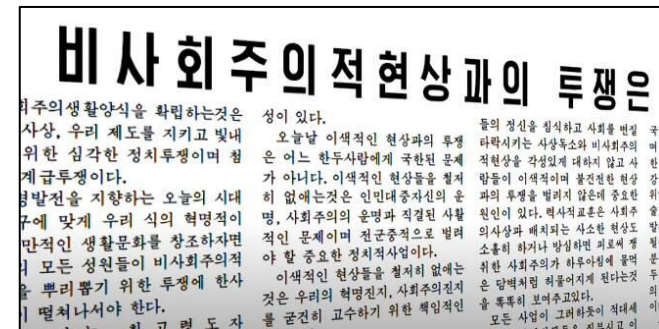 비사회주의적현상과의 투쟁은
회주의생활양식을 확립하는것은
사상, 우리 제도를 지키고 빛내
위한 심각한 정치투쟁이며 첨
계급투쟁이다.
발전을 지향하는 오늘의 시대
구에 맞게 우리 식의 혁명적이
만적인 생활문화를 창조하자면
모든 성원들이 비사회주의적
뿌리뽑기 위한 투쟁에 한사
떨쳐나서야 한다.
성이 있다.
오늘날 이색적인 현상과의 투쟁
은 어느 한두사람에게 국한된 문제
가 아니다. 이색적인 현상들을 철저
히 없애는것은 인민대중자신의 운
명, 사회주의의 운명과 직결된 사활
적인 문제이며 전군중적으로 벌려
야 할 중요한 정치적사업이다.
이색적인 현상들을 철저히 없애는
것은 우리의 혁명진지, 사회주의진지
를 굳건히 고수하기 위한 책임적인
들의 정신을 침식하고 사회를 변질
타락시키는 사상독소와 비사회주의
적현상을 각성있게 대하지 않고 사
람들이 이색적이며 불건전한 현상
과의 투쟁을 벌리지 않은데 중요한
원인이 있다. 력사적교훈은 사회주
의사상과 배치되는 사소한 현상도
소홀히 하거나 방심하면 피로써 쟁
취한 사회주의가 하루아침에 물먹
은 담벽처럼 허물어지게 된다는것
을 똑똑히 보여주고있다.
모든 사업이 그러하듯이 적대세